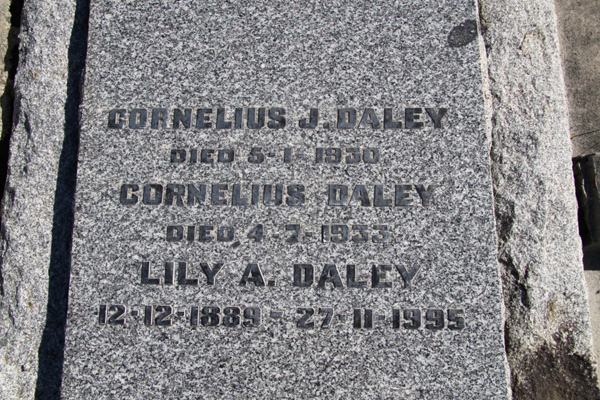 CORNELIUS J. DALEY
DIED 5-1-1930
CORNELIUS DALEY
DIED 4-7-1933
LILY A. DALEY
12-12-1889 - 27-11-1995